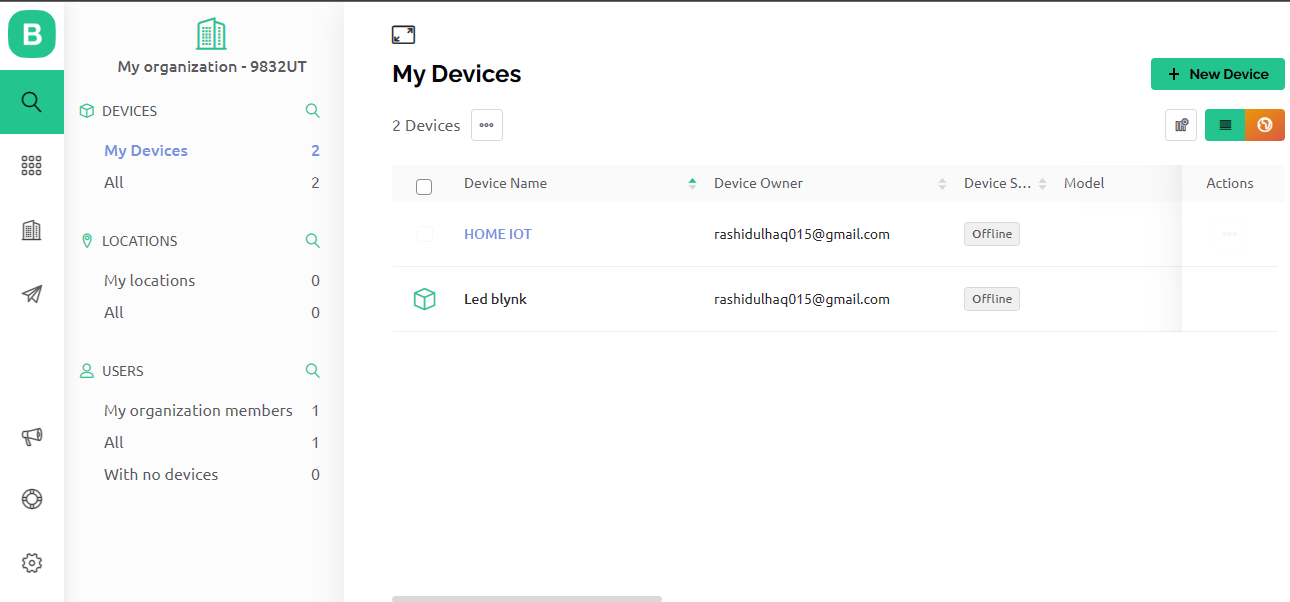 B
My organization - 9832UT
DEVICES
My Devices 2
All 2
LOCATIONS
My locations 0
All 0
USERS
My organization members 1
All 1
With no devices 0
My Devices
+ New Device
2 Devices
Device Name Device Owner Device S... Model Actions
HOME IOT rashidulhaq015@gmail.com Offline
Led blynk rashidulhaq015@gmail.com Offline